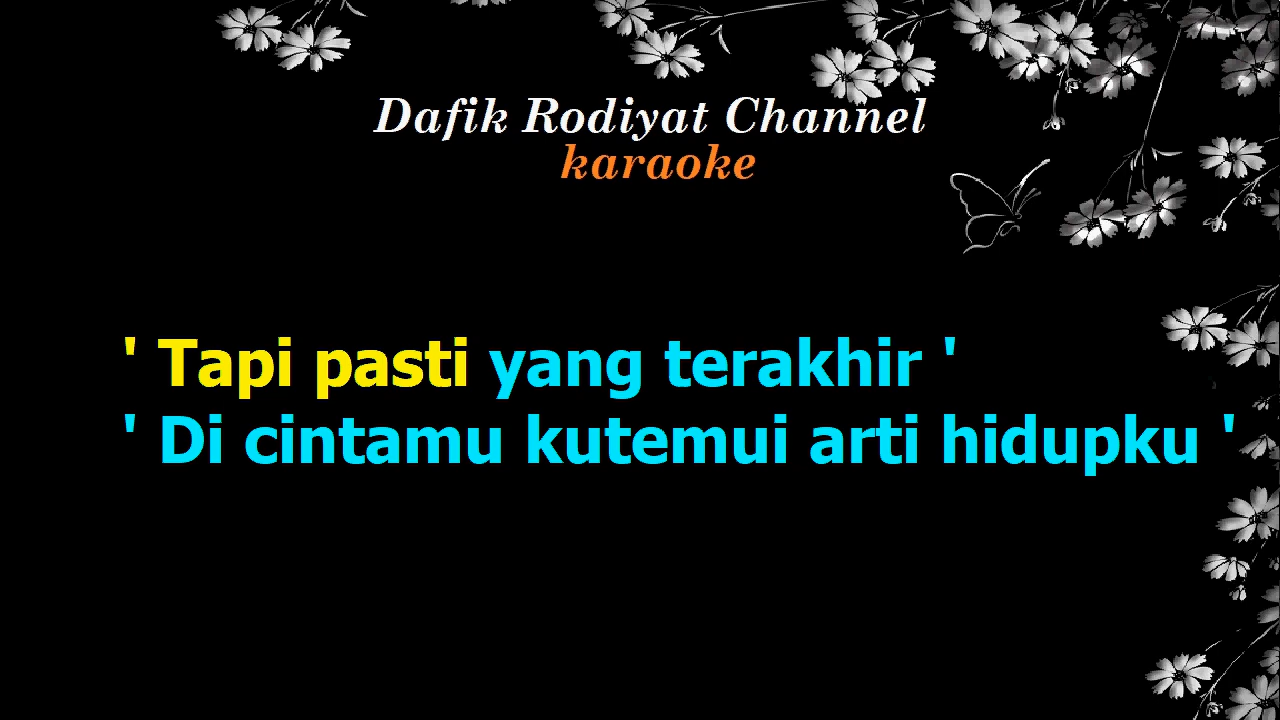 Dafik Rodiyat Channel
karaoke
' Tapi pasti yang terakhir '
' Di cintamu kutemui arti hidupku '